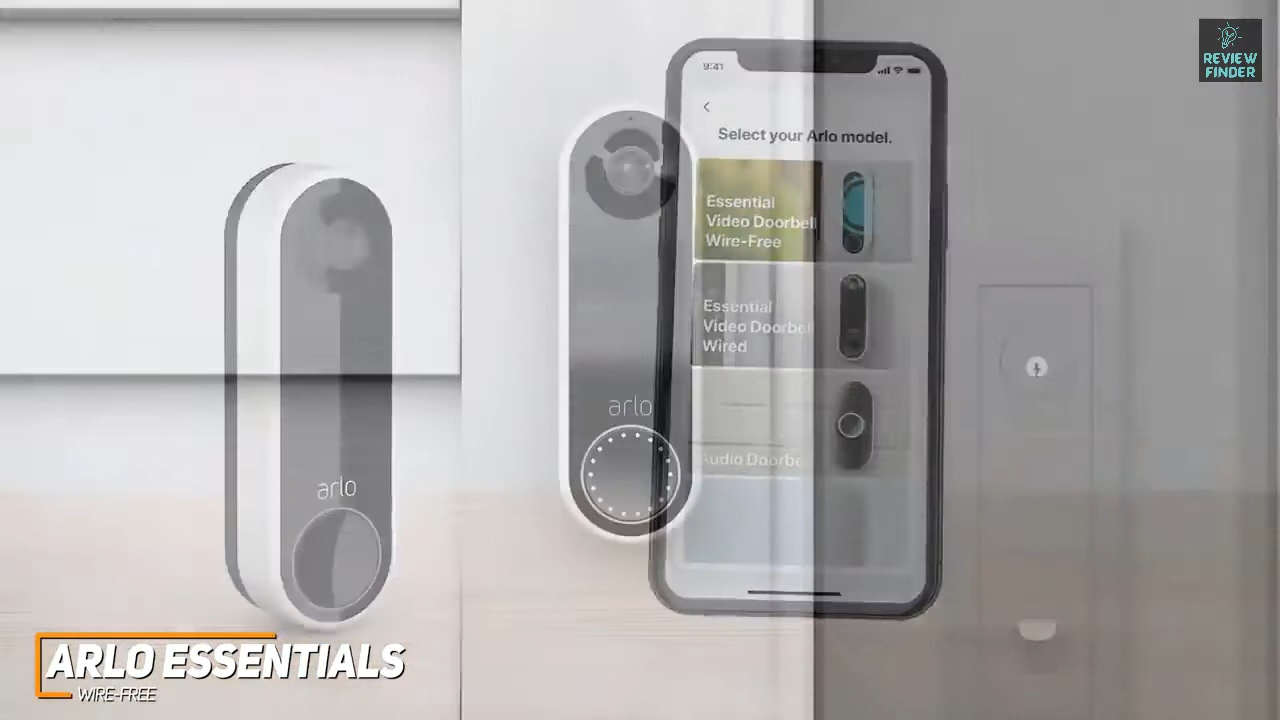 REVIEW
FINDER
9:41
Select your Arlo model.
Essential
Video Doorbell
Wire-Free
Essential
Video Doorbell
Wired
Audio Doorbe
arlo
arlo
ARLO ESSENTIALS
WIRE-FREE